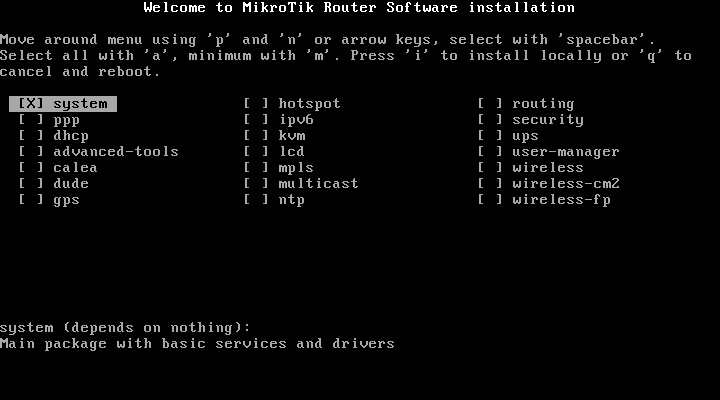 Welcome to MikroTik Router Software installation
Move around menu using 'p' and 'n' or arrow keys, select with 'spacebar'.
Select all with 'a', minimum with 'm'. Press 'i' to install locally or 'q' to
cancel and reboot.
[X] system [ ] hotspot [ ] routing
[ ] ppp [ ] ipv6 [ ] security
[ ] dhcp [ ] kvm [ ] ups
[ ] advanced-tools [ ] lcd [ ] user-manager
[ ] calea [ ] mpls [ ] wireless
[ ] dude [ ] multicast [ ] wireless-cm2
[ ] gps [ ] ntp [ ] wireless-fp
system (depends on nothing):
Main package with basic services and drivers